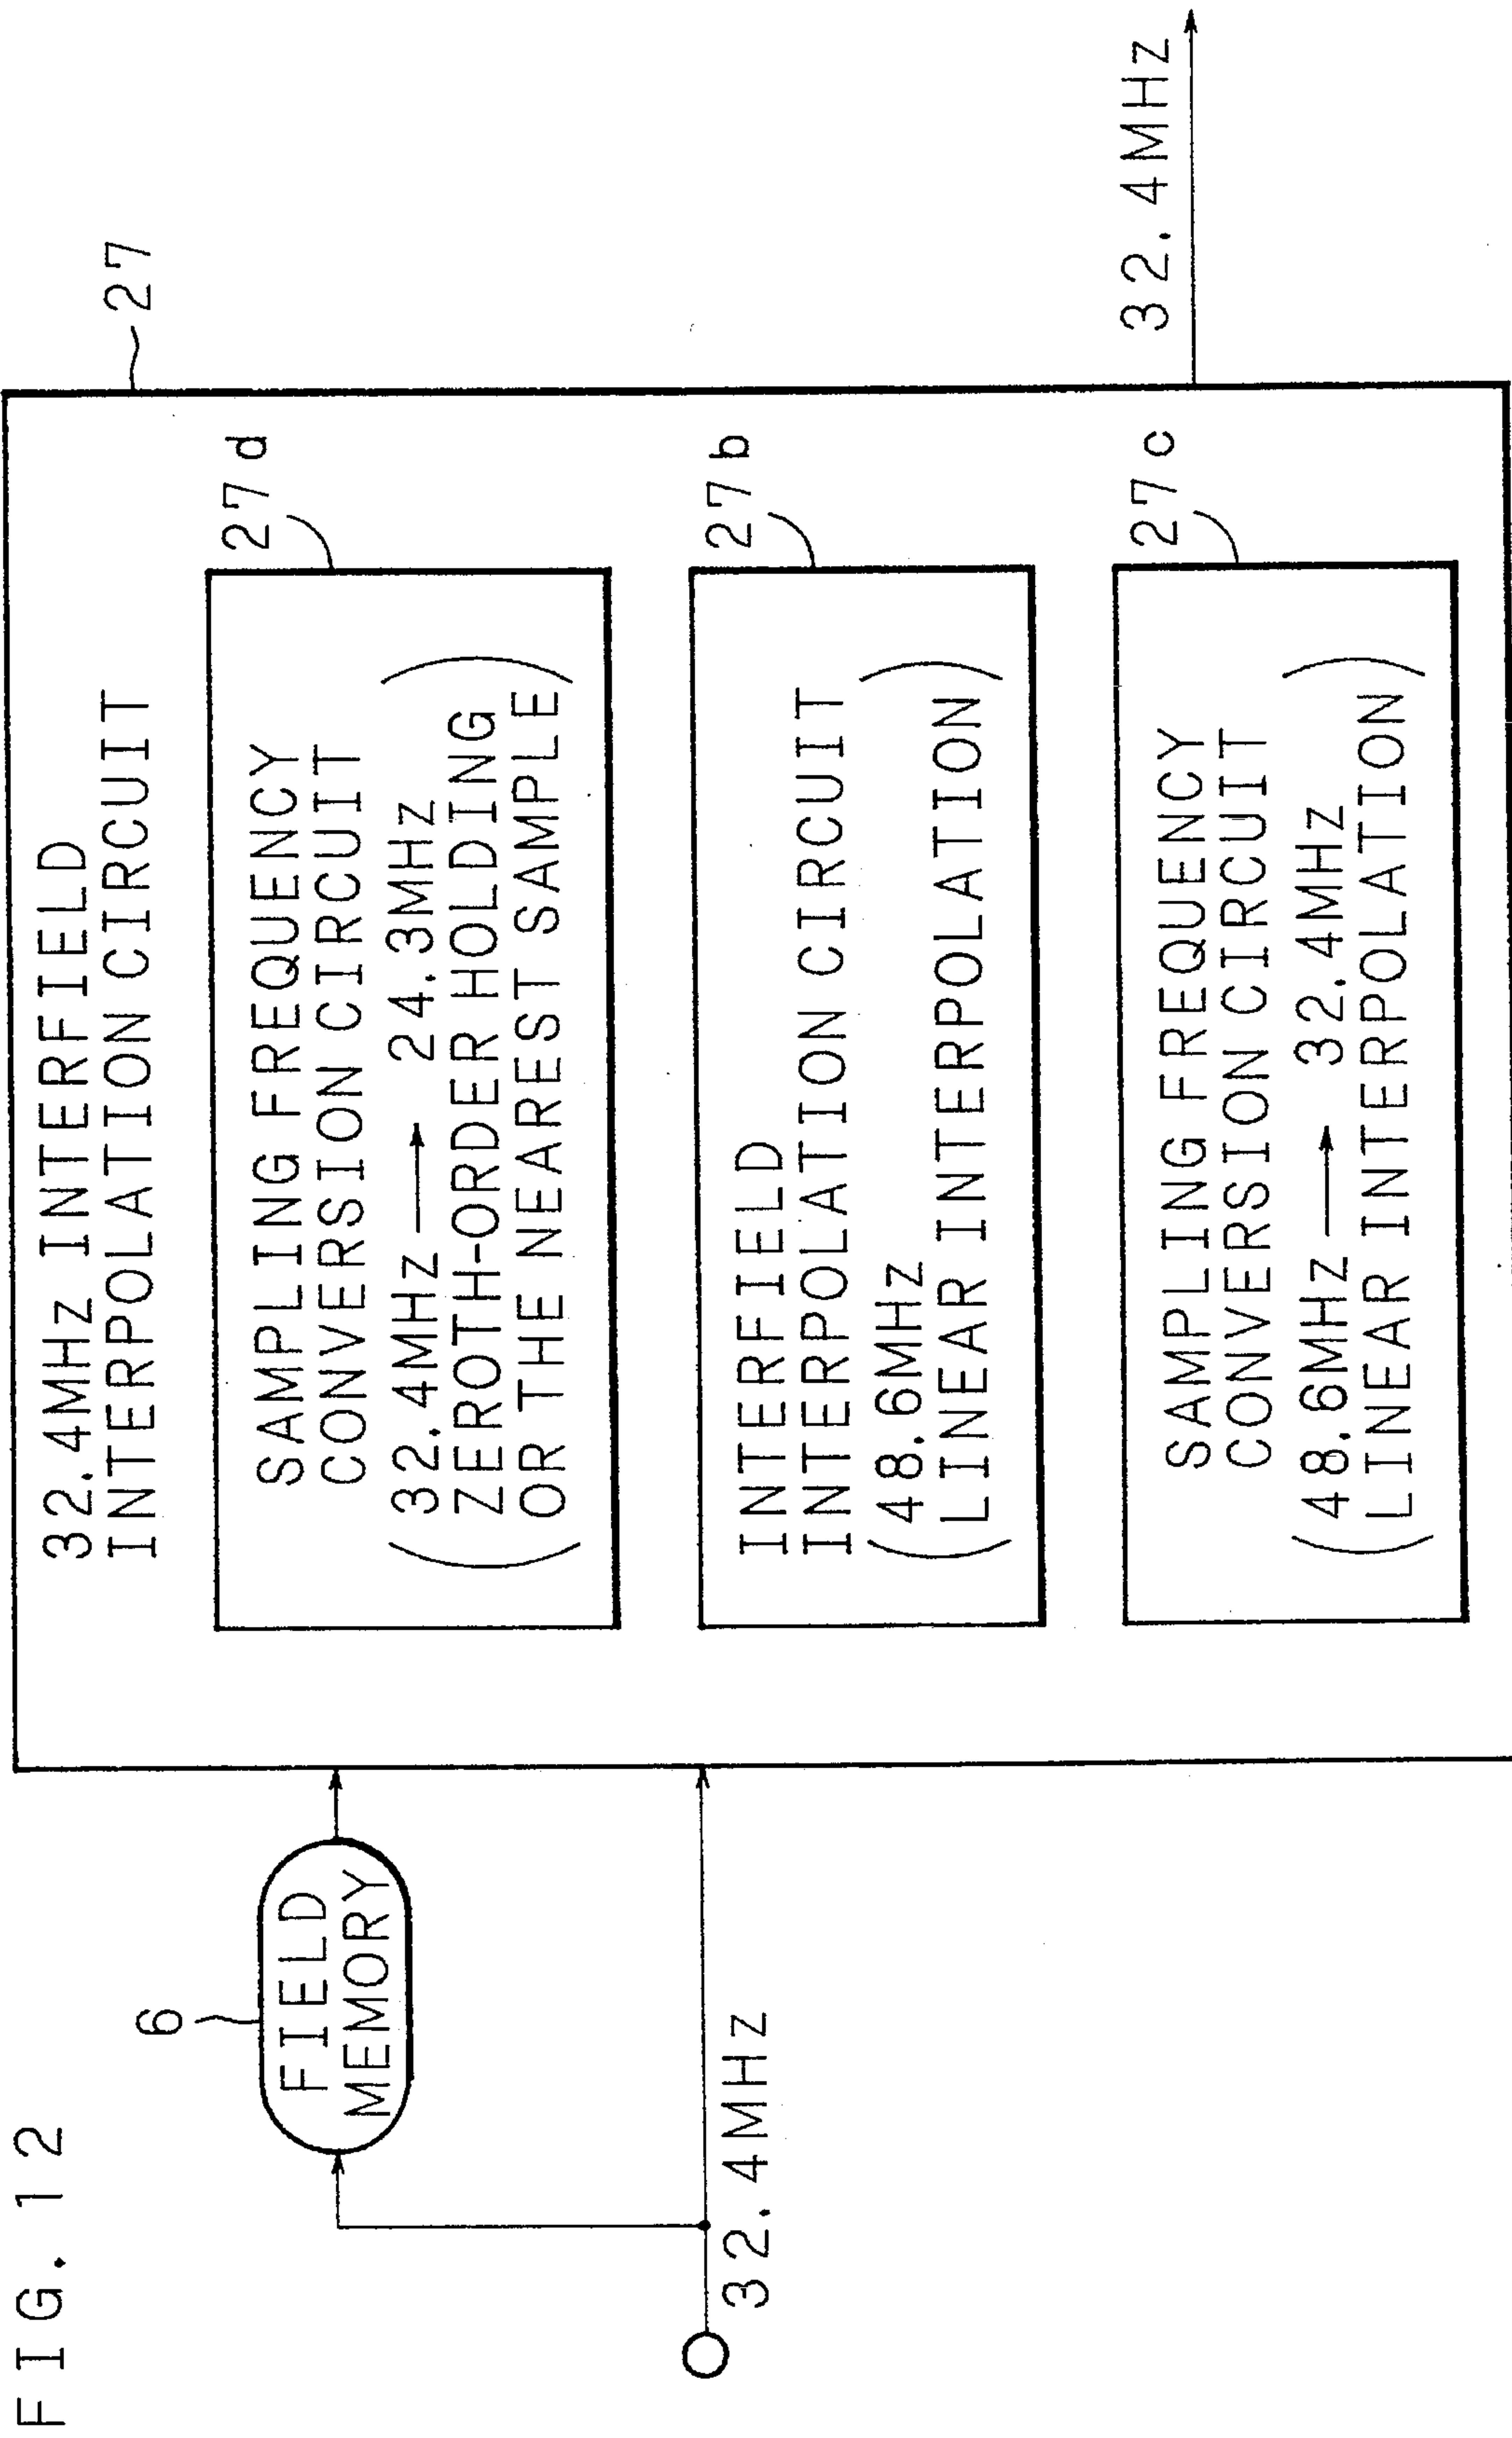 FIG. 12
6
FIELD
MEMORY
32.4MHz
32.4MHz INTERFIELD
INTERPOLATION CIRCUIT
27
SAMPLING FREQUENCY
CONVERSION CIRCUIT
(32.4MHz → 24.3MHz
ZEROTH-ORDER HOLDING
OR THE NEAREST SAMPLE)
27d
INTERFIELD
INTERPOLATION CIRCUIT
(48.6MHz
LINEAR INTERPOLATION)
27b
SAMPLING FREQUENCY
CONVERSION CIRCUIT
(48.6MHz → 32.4MHz
LINEAR INTERPOLATION)
27c
32.4MHz